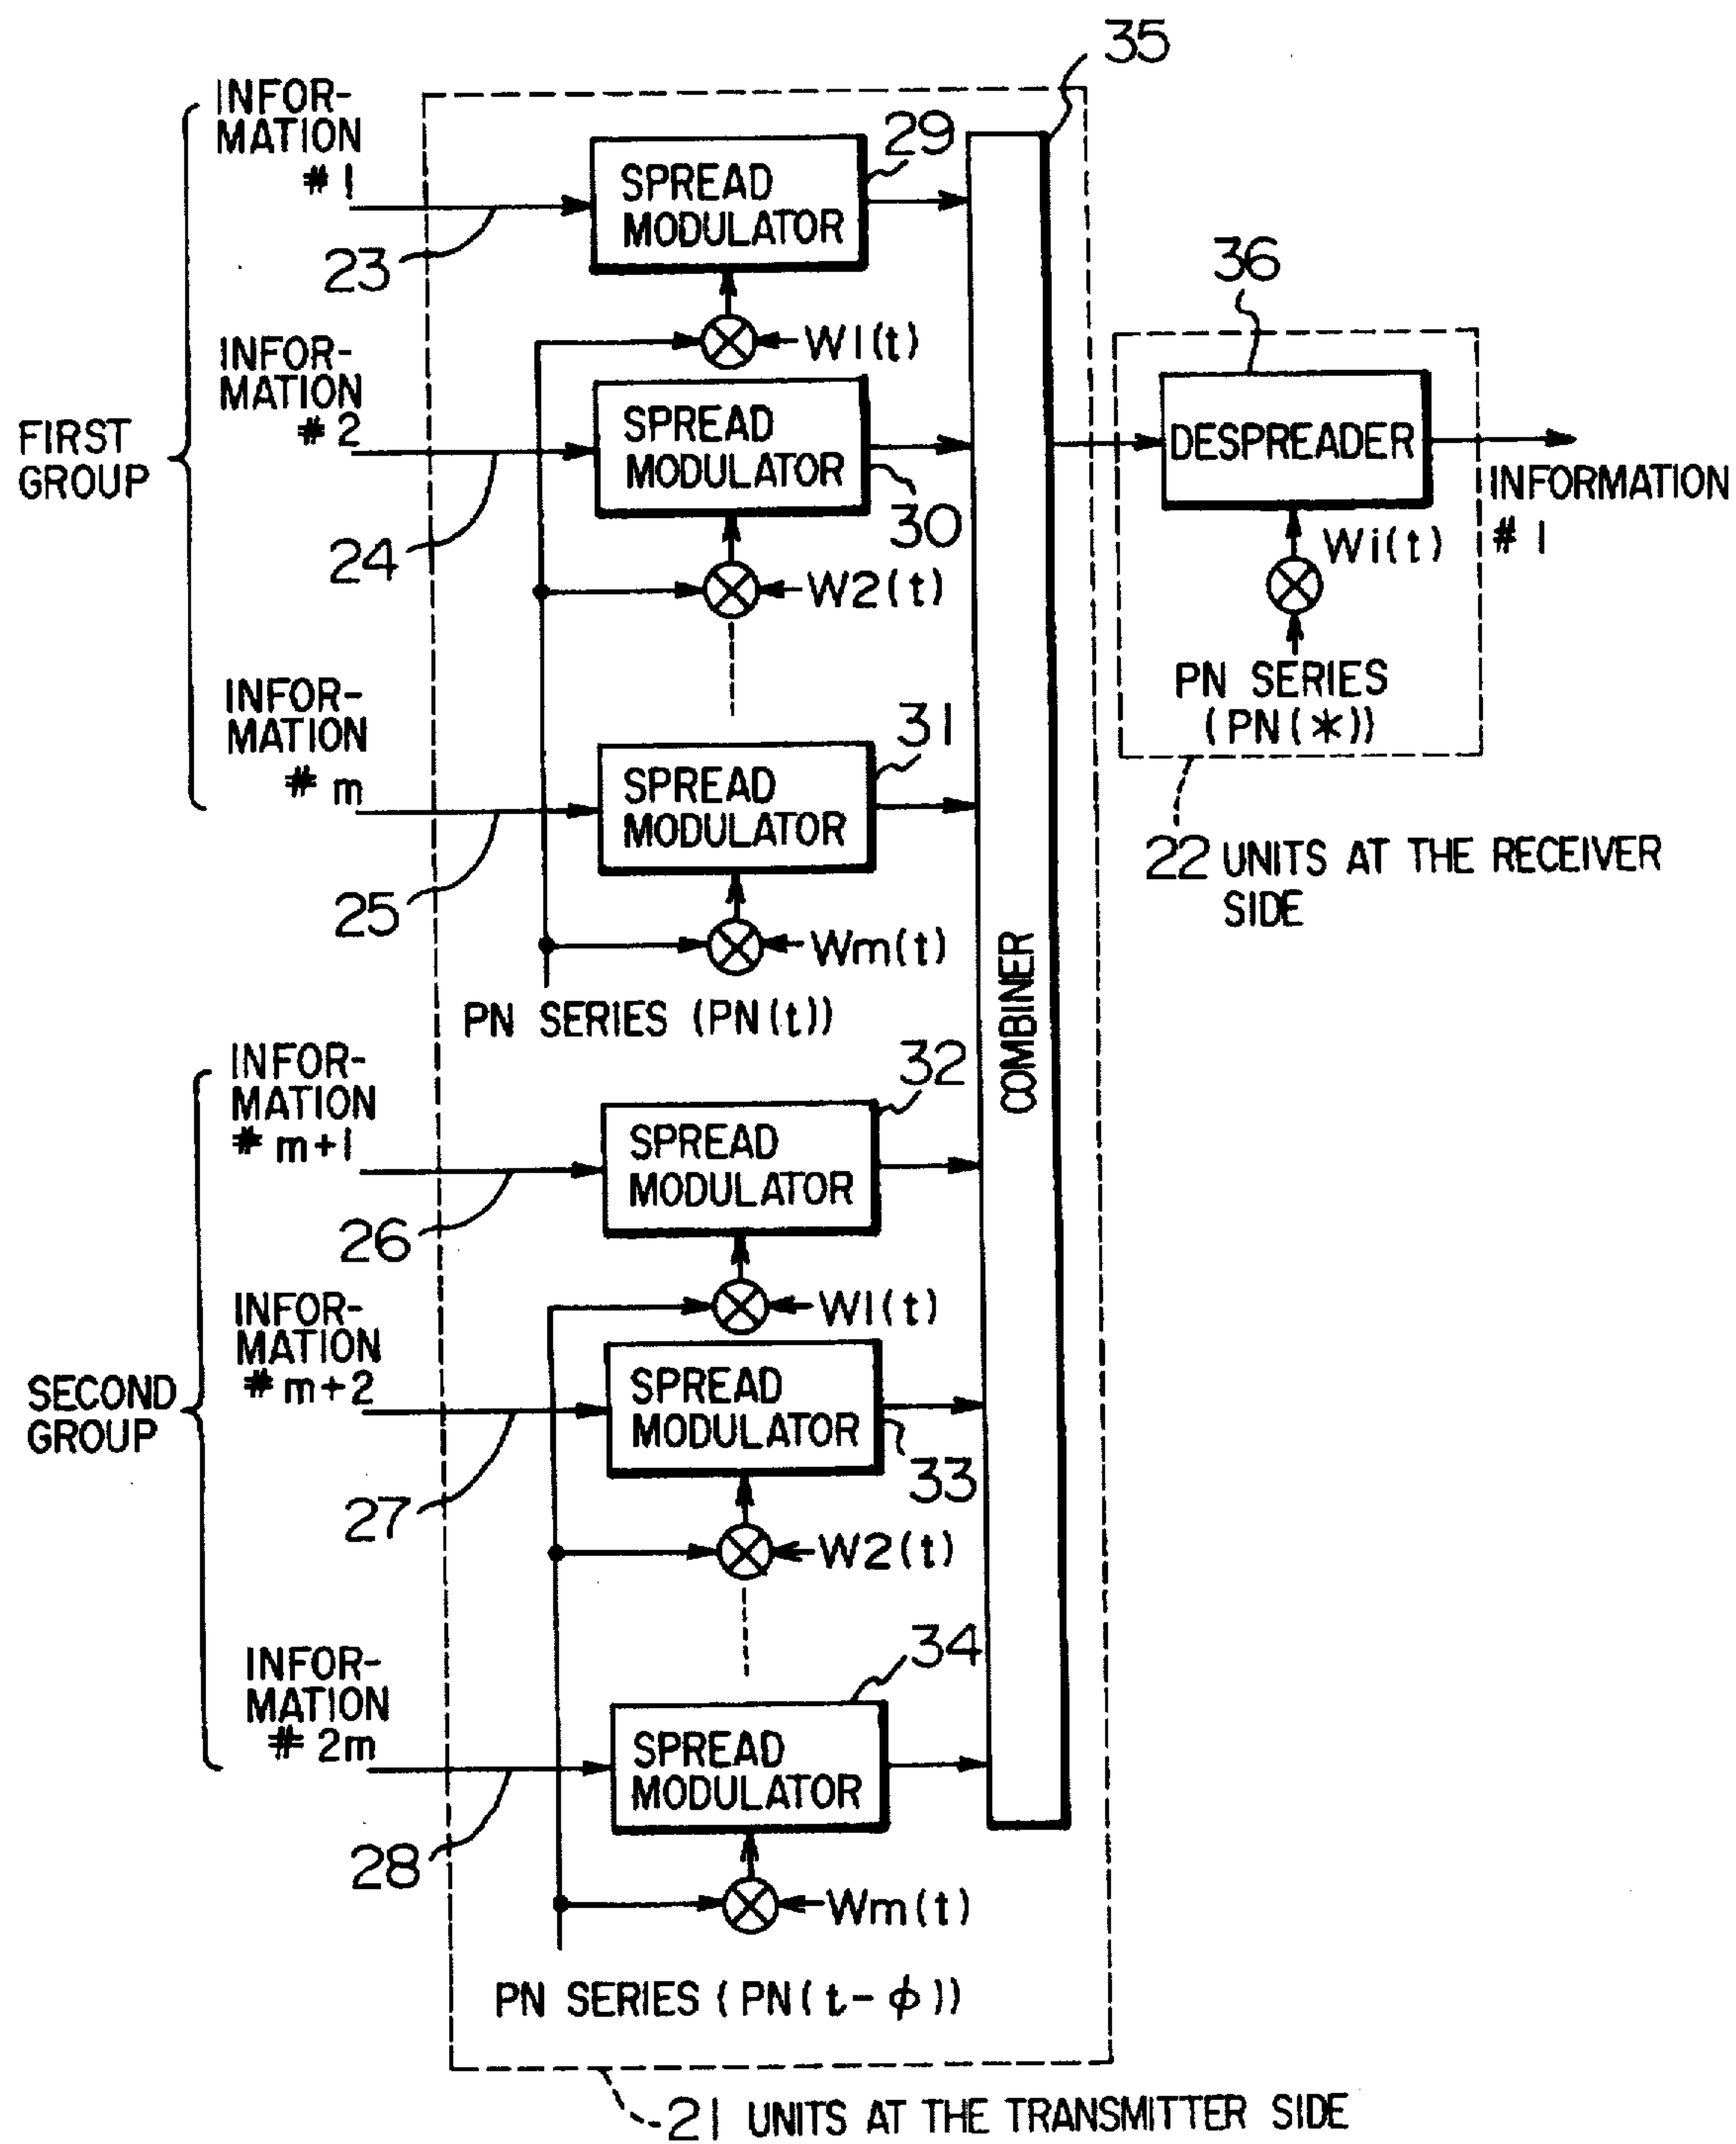 35
INFOR-
MATION
# 1
29
SPREAD
MODULATOR
23
36
W1(t)
INFOR-
MATION
# 2
FIRST
GROUP
SPREAD
MODULATOR
DESPREADER
INFORMATION
# 1
30
24
Wi(t)
W2(t)
PN SERIES
(PN(*))
INFOR-
MATION
# m
31
SPREAD
MODULATOR
22 UNITS AT THE RECEIVER
SIDE
25
Wm(t)
COMBINER
PN SERIES (PN(t))
INFOR-
MATION
# m+1
32
SPREAD
MODULATOR
26
W1(t)
INFOR-
MATION
# m+2
SECOND
GROUP
SPREAD
MODULATOR
33
27
W2(t)
INFOR-
MATION
# 2m
34
SPREAD
MODULATOR
28
Wm(t)
PN SERIES (PN(t-ϕ))
21 UNITS AT THE TRANSMITTER SIDE